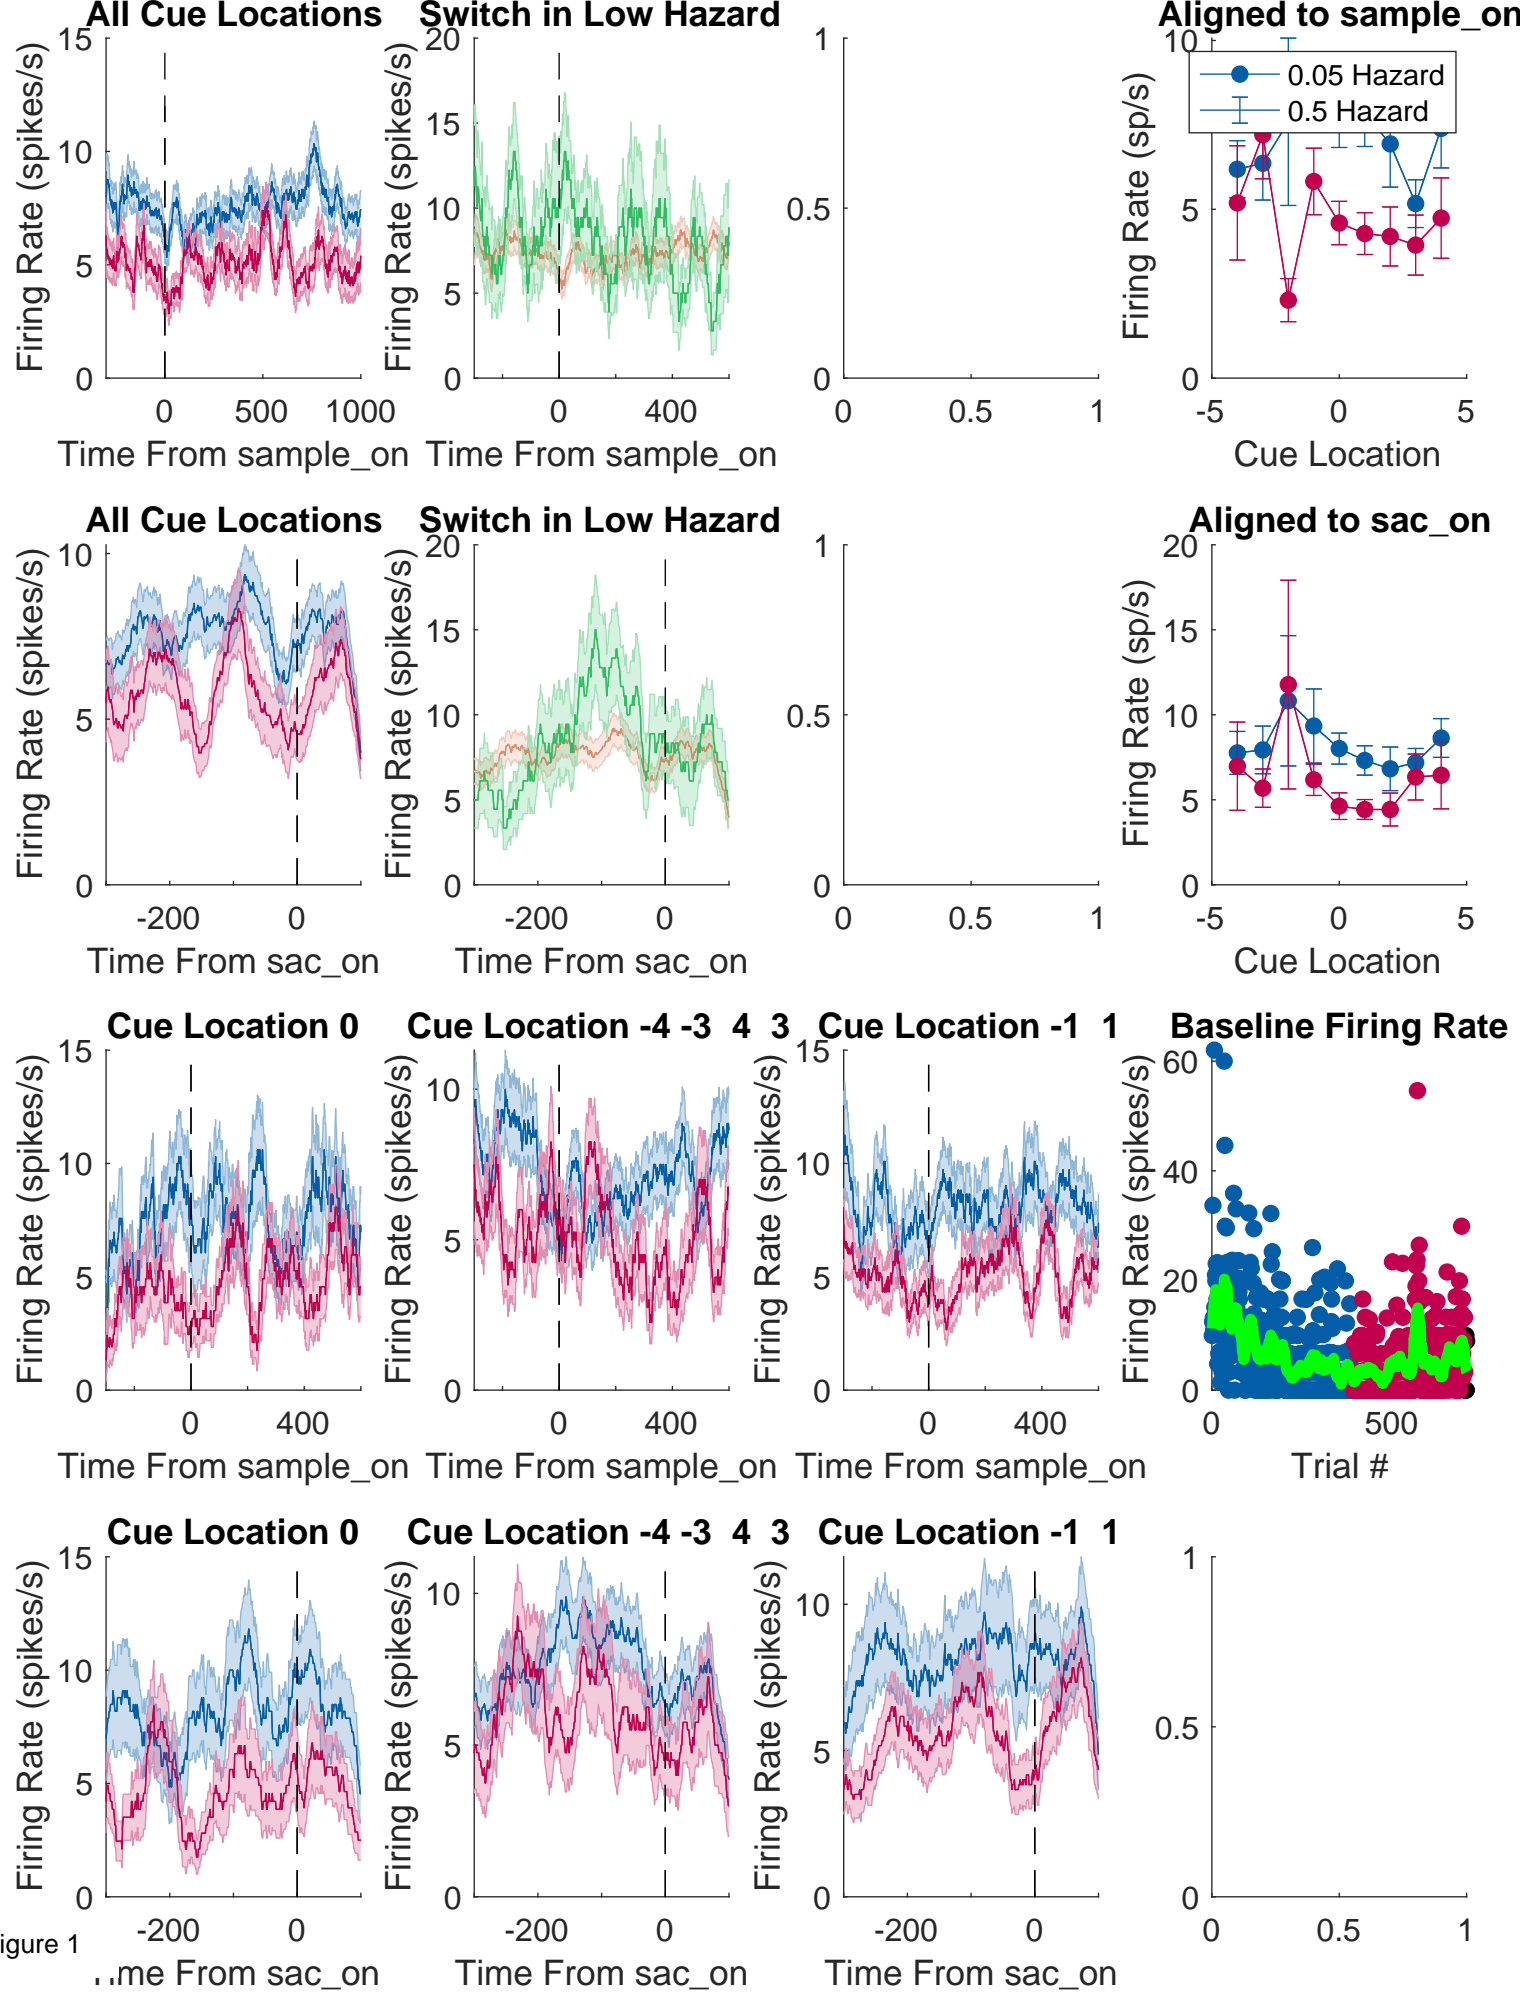 All Cue Locations Switch in Low Hazard Aligned to sample_on
Firing Rate (spikes/s) Firing Rate (spikes/s) Firing Rate (sp/s)
0.05 Hazard
0.5 Hazard
15 20 1 10
10 15 0.5 5
5 10 0 0
0 5
0
0 500 1000 0 400 0 0.5 1 -5 0 5
Time From sample_on Time From sample_on Cue Location
All Cue Locations Switch in Low Hazard Aligned to sac_on
Firing Rate (spikes/s) Firing Rate (spikes/s) Firing Rate (sp/s)
10 20 1 20
5 15 0.5 15
0 10 0 10
5 5
0 0
-200 0 -200 0 0 0.5 1 -5 0 5
Time From sac_on Time From sac_on Cue Location
Cue Location 0 Cue Location -4 -3 4 3 Cue Location -1 1 Baseline Firing Rate
Firing Rate (spikes/s) Firing Rate (spikes/s) Firing Rate (spikes/s) Firing Rate (spikes/s)
15 10 15 60
10 5 10 40
5 0 5 20
0 0 0
0 400 0 400 0 400 0 500
Time From sample_on Time From sample_on Time From sample_on Trial #
Cue Location 0 Cue Location -4 -3 4 3 Cue Location -1 1
Firing Rate (spikes/s) Firing Rate (spikes/s) Firing Rate (spikes/s)
15 10 10 1
10 5 5 0.5
5 0 0 0
0
-200 0 -200 0 -200 0 0 0.5 1
igure 1
Time From sac_on Time From sac_on Time From sac_on